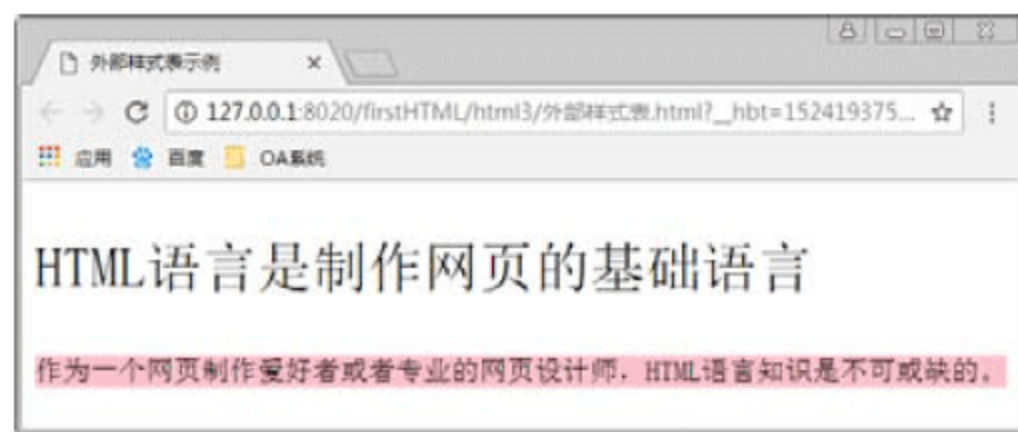 外部样式表示例
127.0.0.1:8020/firstHTML/html3/外部样式表.html?__hbt=152419375...
应用 百度 OA系统
HTML语言是制作网页的基础语言
作为一个网页制作爱好者或者专业的网页设计师，HTML语言知识是不可或缺的。